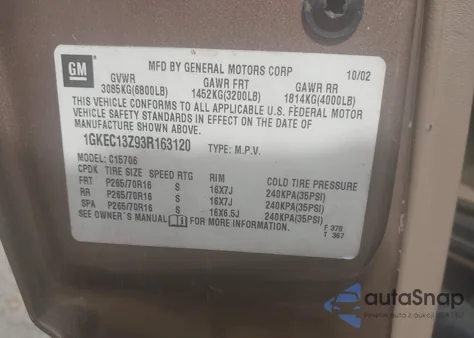 GM
MFD BY GENERAL MOTORS CORP 10/02
GVWR GAWR FRT GAWR RR
3085KG(6800LB) 1452KG(3200LB) 1814KG(4000LB)
THIS VEHICLE CONFORMS TO ALL APPLICABLE U.S. FEDERAL MOTOR
VEHICLE SAFETY STANDARDS IN EFFECT ON THE DATE OF
MANUFACTURE SHOWN ABOVE.
1GKEC13Z93R163120 TYPE: M.P.V.
MODEL: C15706
CPDK TIRE SIZE SPEED RTG RIM COLD TIRE PRESSURE
FRT P265/70R16 S 16X7J 240KPA(35PSI)
RR P265/70R16 S 16X7J 240KPA(35PSI)
SPA P265/70R16 S 16X6.5J 240KPA(35PSI)
SEE OWNER'S MANUAL FOR MORE INFORMATION.
F 370
T 367
autoSnap